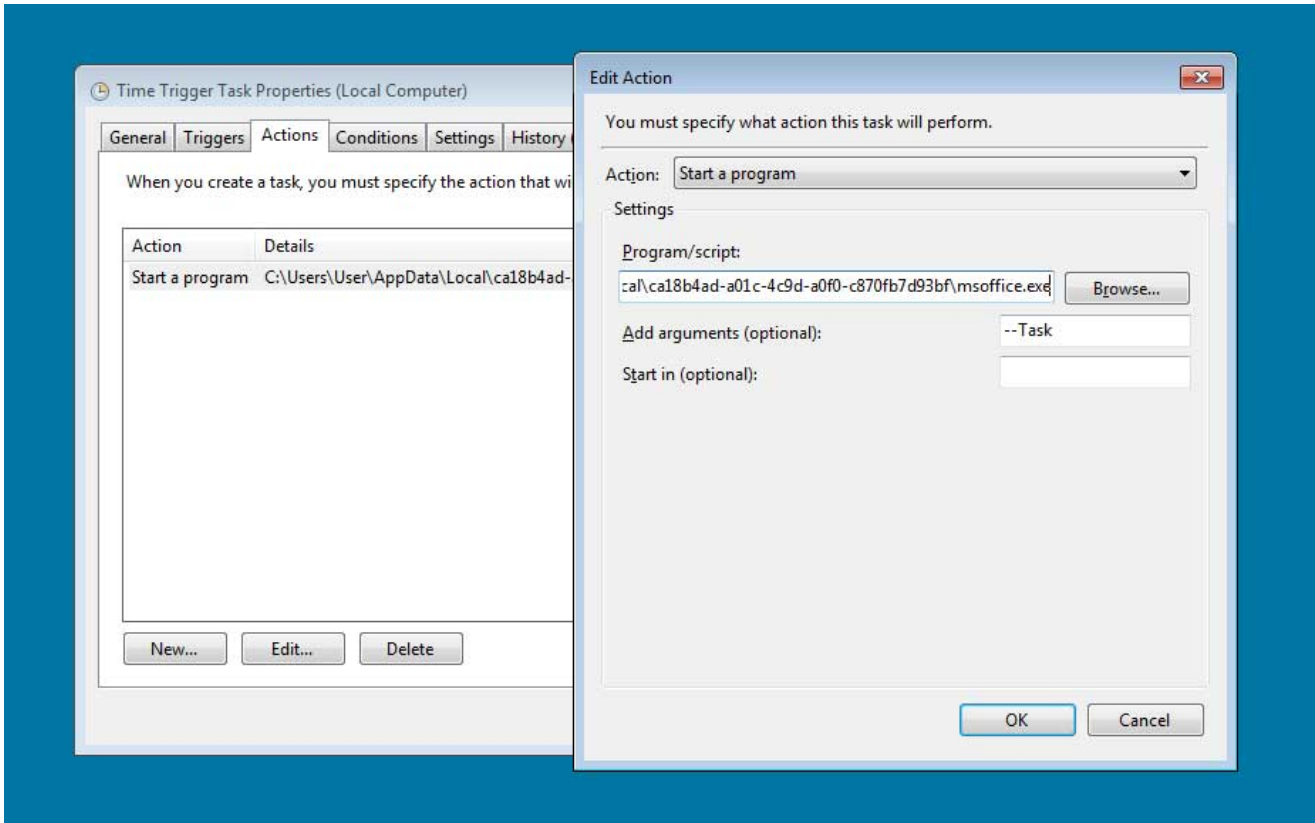 Time Trigger Task Properties (Local Computer)
General Triggers Actions Conditions Settings History (
When you create a task, you must specify the action that wi
Action Details
Start a program C:\Users\User\AppData\Local\ca18b4ad-
New... Edit... Delete
Edit Action
You must specify what action this task will perform.
Action: Start a program
Settings
Program/script:
cal\ca18b4ad-a01c-4c9d-a0f0-c870fb7d93bf\msoffice.exe Browse...
Add arguments (optional): --Task
Start in (optional):
OK Cancel